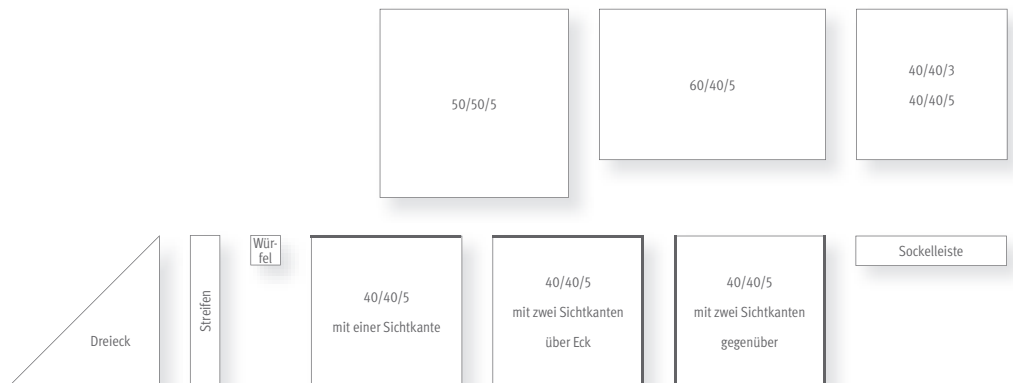 50/50/5
60/40/5
40/40/3
40/40/5
Dreieck
Streifen
Wür-
fel
40/40/5
mit einer Sichtkante
40/40/5
mit zwei Sichtkanten
über Eck
40/40/5
mit zwei Sichtkanten
gegenüber
Sockelleiste